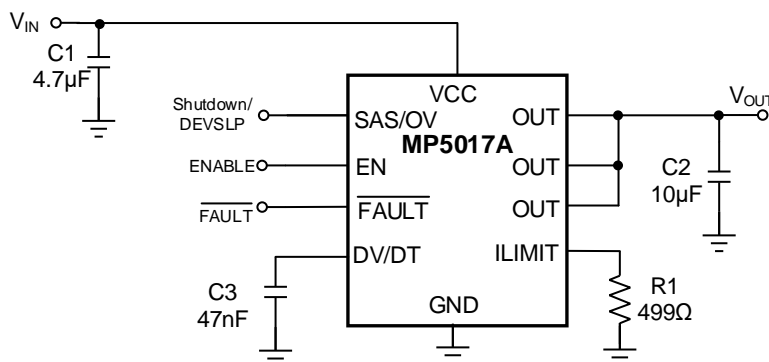 VIN
C1
4.7µF
VCC
Shutdown/
DEVSLP
SAS/OV
OUT
MP5017A
VOUT
ENABLE
EN
OUT
C2
10µF
FAULT
FAULT
OUT
DV/DT
ILIMIT
C3
47nF
GND
R1
499Ω